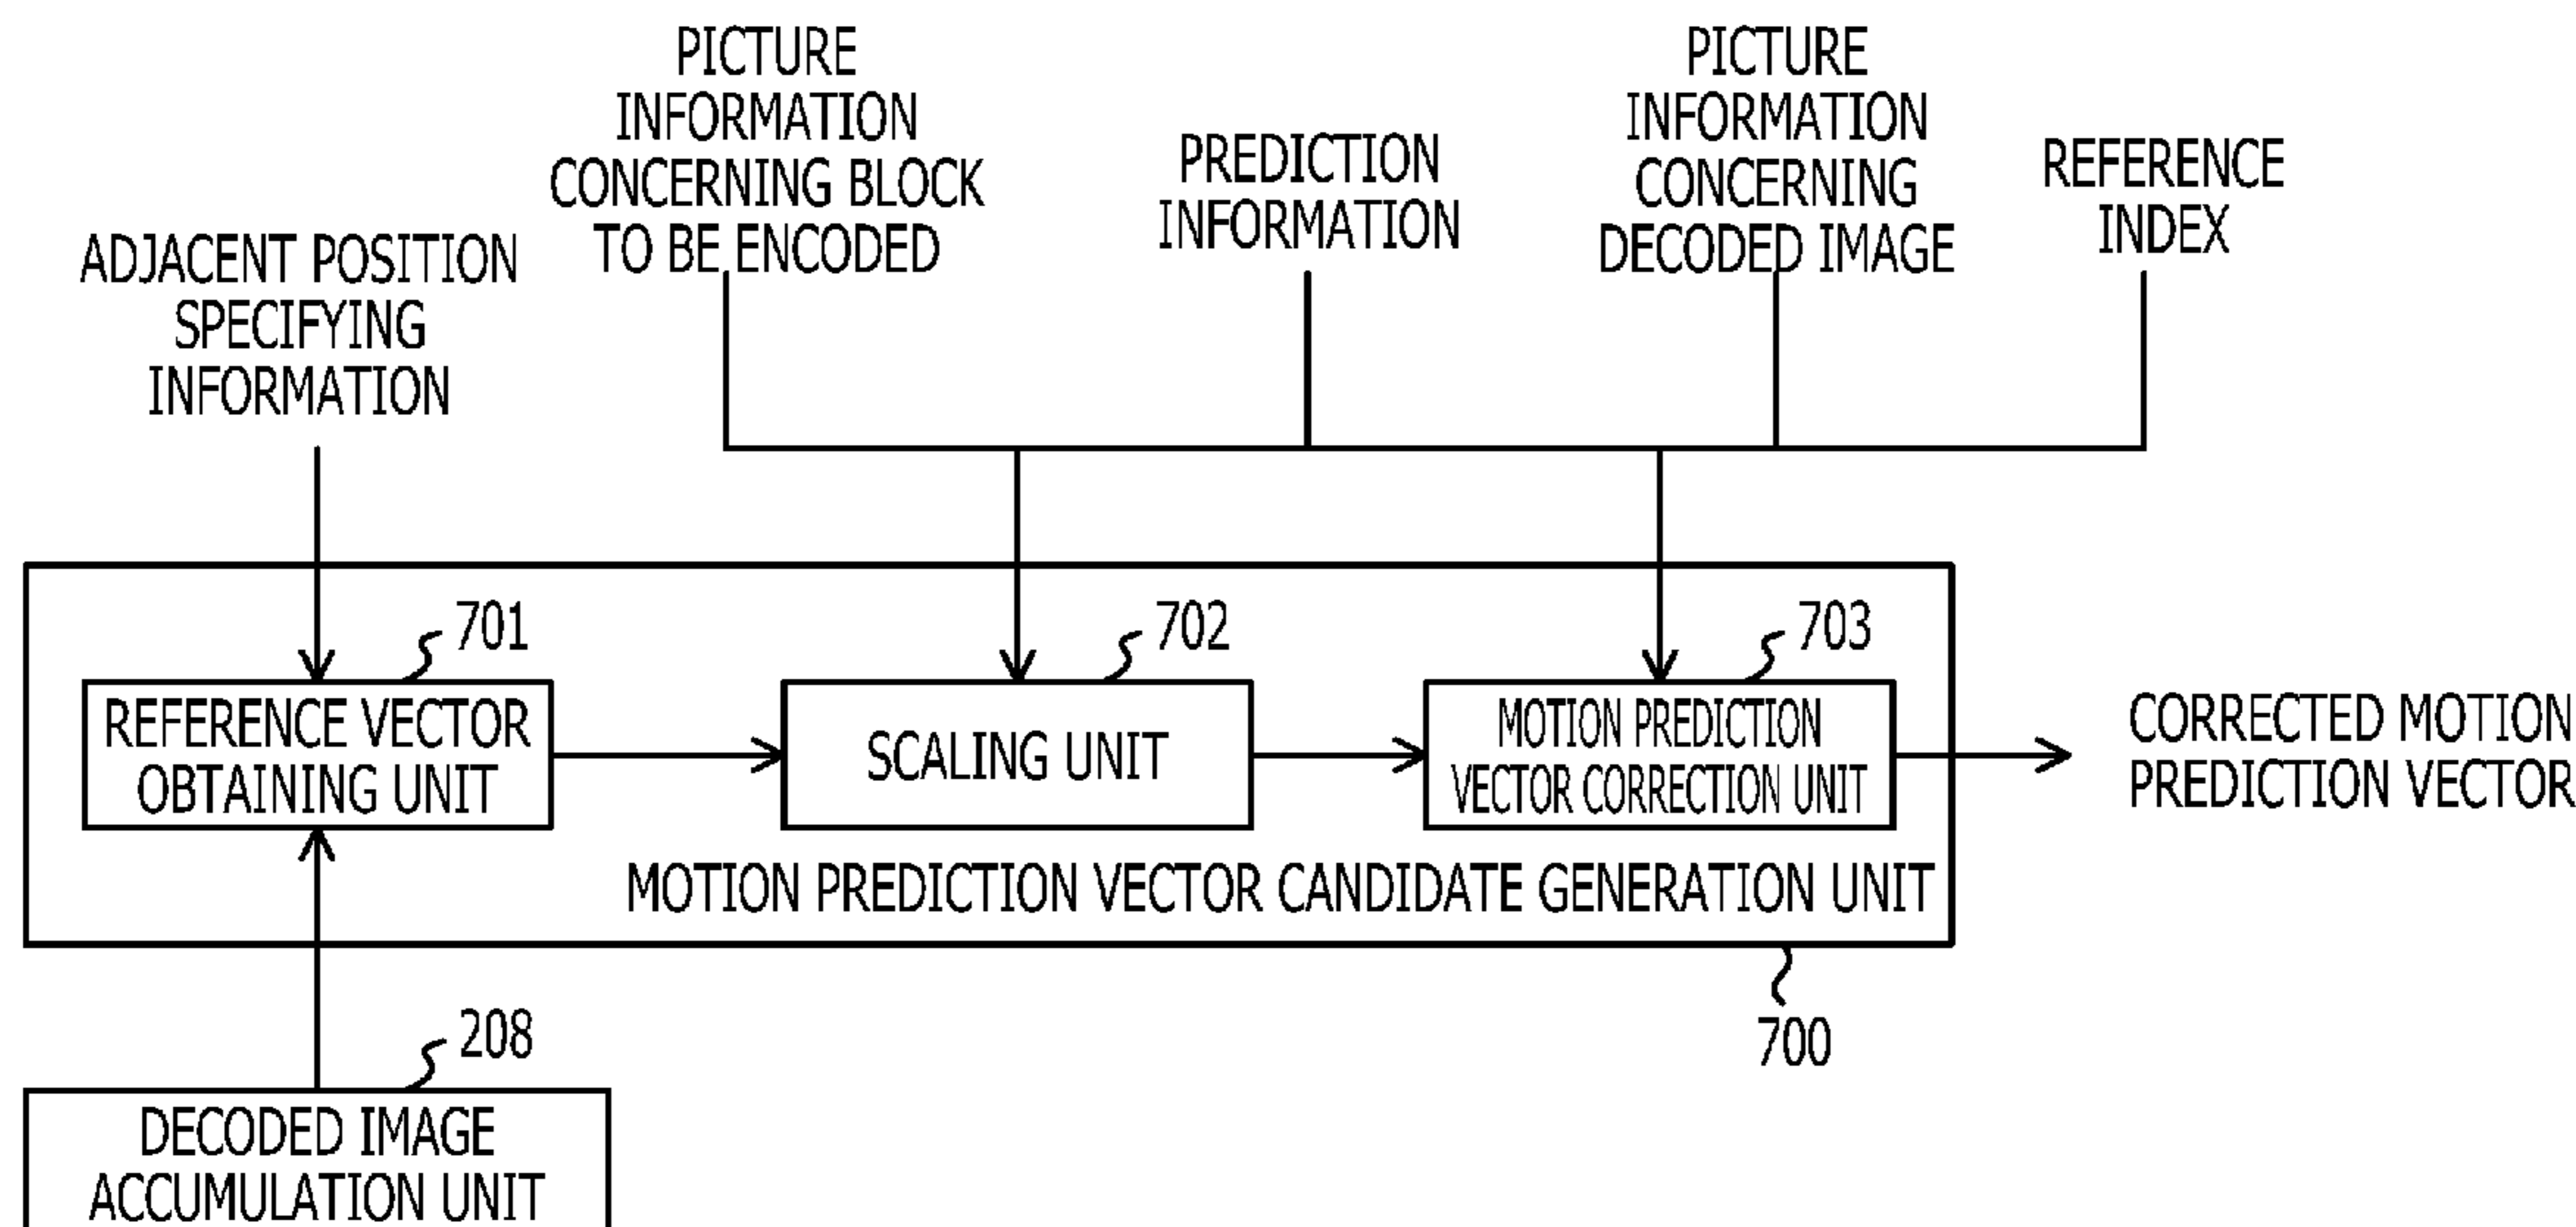 PICTURE
INFORMATION
CONCERNING BLOCK
TO BE ENCODED
PREDICTION
INFORMATION
PICTURE
INFORMATION
CONCERNING
DECODED IMAGE
REFERENCE
INDEX
ADJACENT POSITION
SPECIFYING
INFORMATION
701
702
703
REFERENCE VECTOR
OBTAINING UNIT
SCALING UNIT
MOTION PREDICTION
VECTOR CORRECTION UNIT
CORRECTED MOTION
PREDICTION VECTOR
MOTION PREDICTION VECTOR CANDIDATE GENERATION UNIT
700
208
DECODED IMAGE
ACCUMULATION UNIT